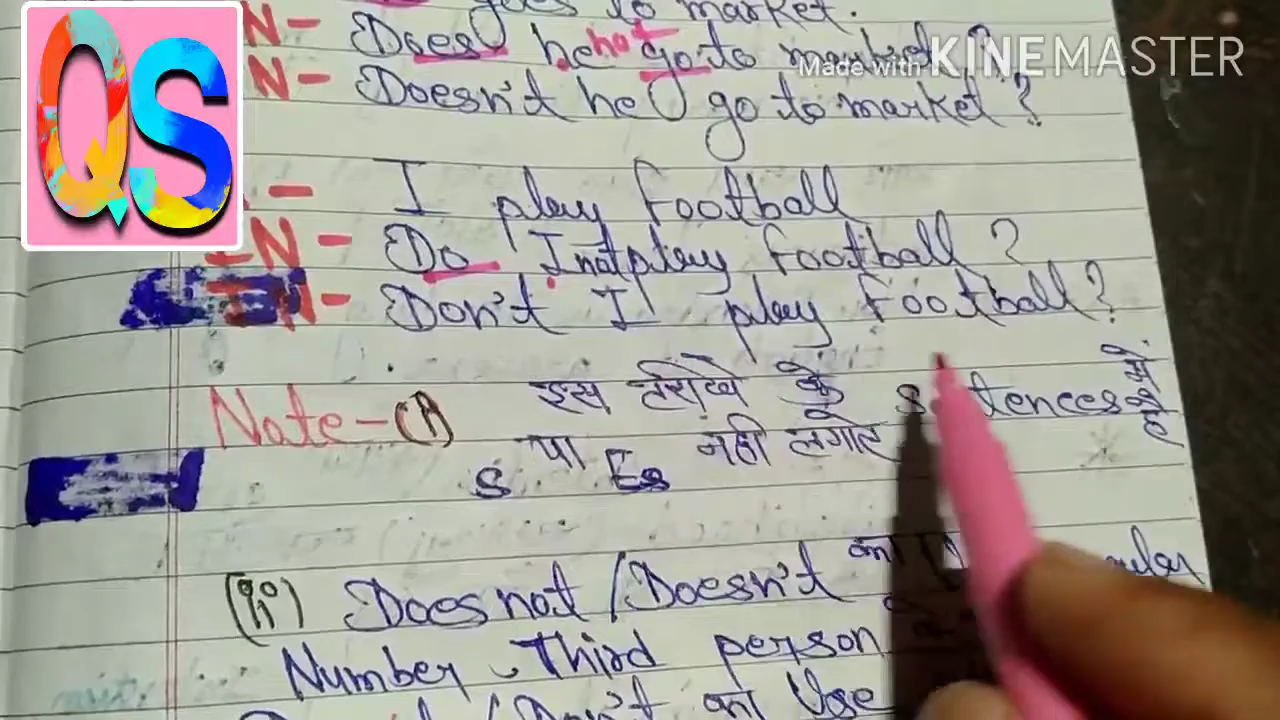 QS
goes to market.
Made with KINEMASTER
N- Does he not go to market ?
N- Doesn't he go to market ?
- I play football
-N- Do I not play football ?
IN- Don't I play football ?
Note-(i) इस तरीखे के sentences में
S या Es नही लगाते है
(ii) Does not / Doesn't का
Number, Third person
/ Don't का Use